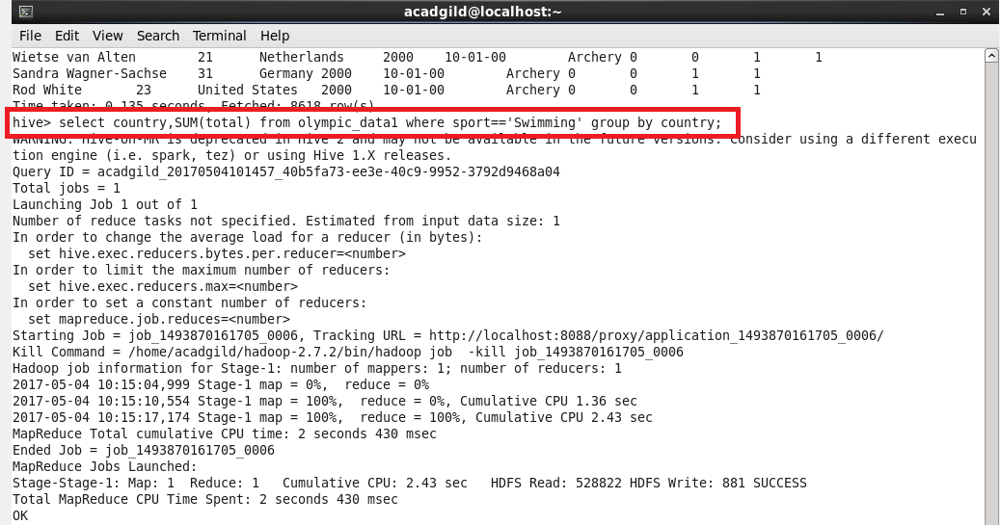 acadgild@localhost:~
File Edit View Search Terminal Help
Wietse van Alten 21 Netherlands 2000 10-01-00 Archery 0 0 1 1
Sandra Wagner-Sachse 31 Germany 2000 10-01-00 Archery 0 0 1 1
Rod White 23 United States 2000 10-01-00 Archery 0 0 1 1
Time taken: 0.135 seconds, Fetched: 8618 row(s)
hive> select country,SUM(total) from olympic_data1 where sport=='Swimming' group by country;
WARNING: Hive-on-MR is deprecated in Hive 2 and may not be available in the future versions. Consider using a different execu
tion engine (i.e. spark, tez) or using Hive 1.X releases.
Query ID = acadgild_20170504101457_40b5fa73-ee3e-40c9-9952-3792d9468a04
Total jobs = 1
Launching Job 1 out of 1
Number of reduce tasks not specified. Estimated from input data size: 1
In order to change the average load for a reducer (in bytes):
  set hive.exec.reducers.bytes.per.reducer=<number>
In order to limit the maximum number of reducers:
  set hive.exec.reducers.max=<number>
In order to set a constant number of reducers:
  set mapreduce.job.reduces=<number>
Starting Job = job_1493870161705_0006, Tracking URL = http://localhost:8088/proxy/application_1493870161705_0006/
Kill Command = /home/acadgild/hadoop-2.7.2/bin/hadoop job  -kill job_1493870161705_0006
Hadoop job information for Stage-1: number of mappers: 1; number of reducers: 1
2017-05-04 10:15:04,999 Stage-1 map = 0%,  reduce = 0%
2017-05-04 10:15:10,554 Stage-1 map = 100%,  reduce = 0%, Cumulative CPU 1.36 sec
2017-05-04 10:15:17,174 Stage-1 map = 100%,  reduce = 100%, Cumulative CPU 2.43 sec
MapReduce Total cumulative CPU time: 2 seconds 430 msec
Ended Job = job_1493870161705_0006
MapReduce Jobs Launched:
Stage-Stage-1: Map: 1  Reduce: 1   Cumulative CPU: 2.43 sec   HDFS Read: 528822 HDFS Write: 881 SUCCESS
Total MapReduce CPU Time Spent: 2 seconds 430 msec
OK